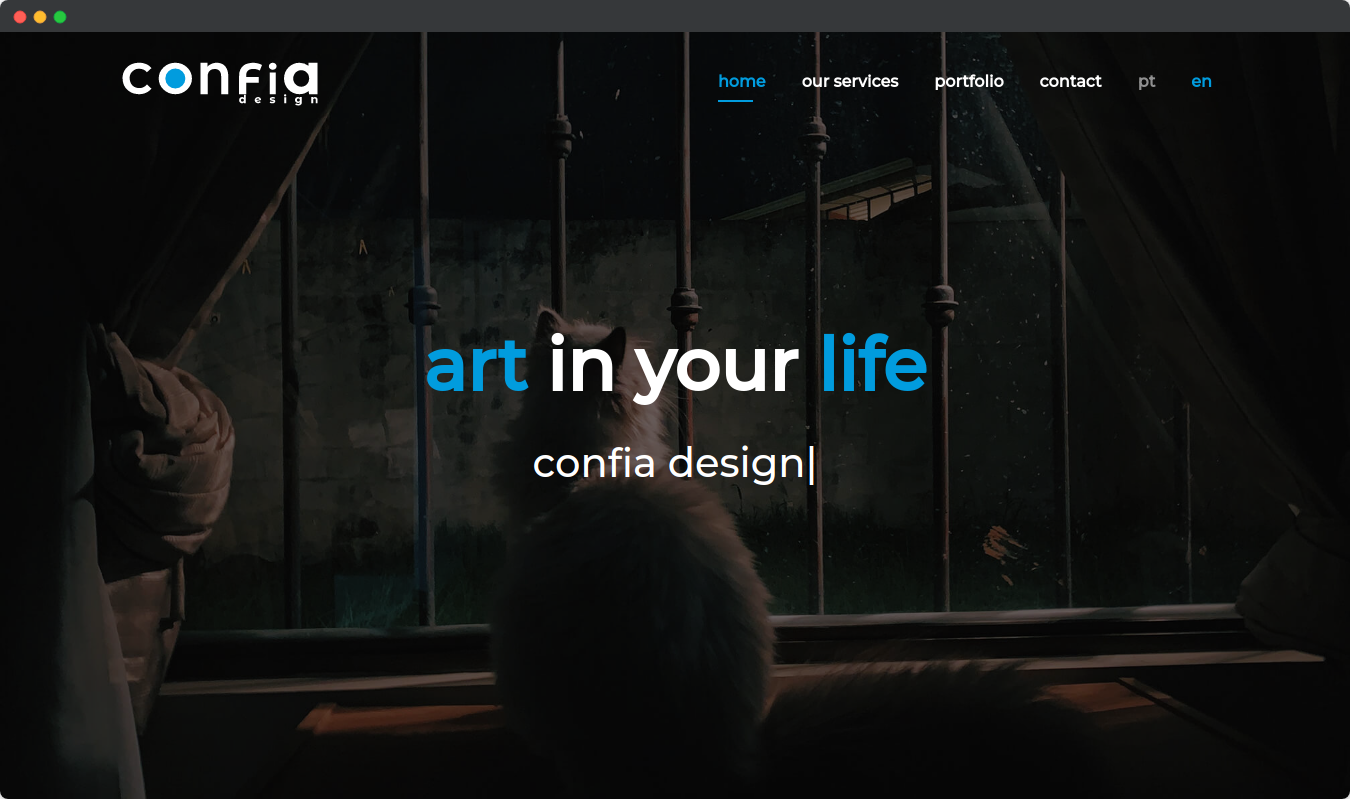 confia
design
home our services portfolio contact pt en
art in your life
confia design|